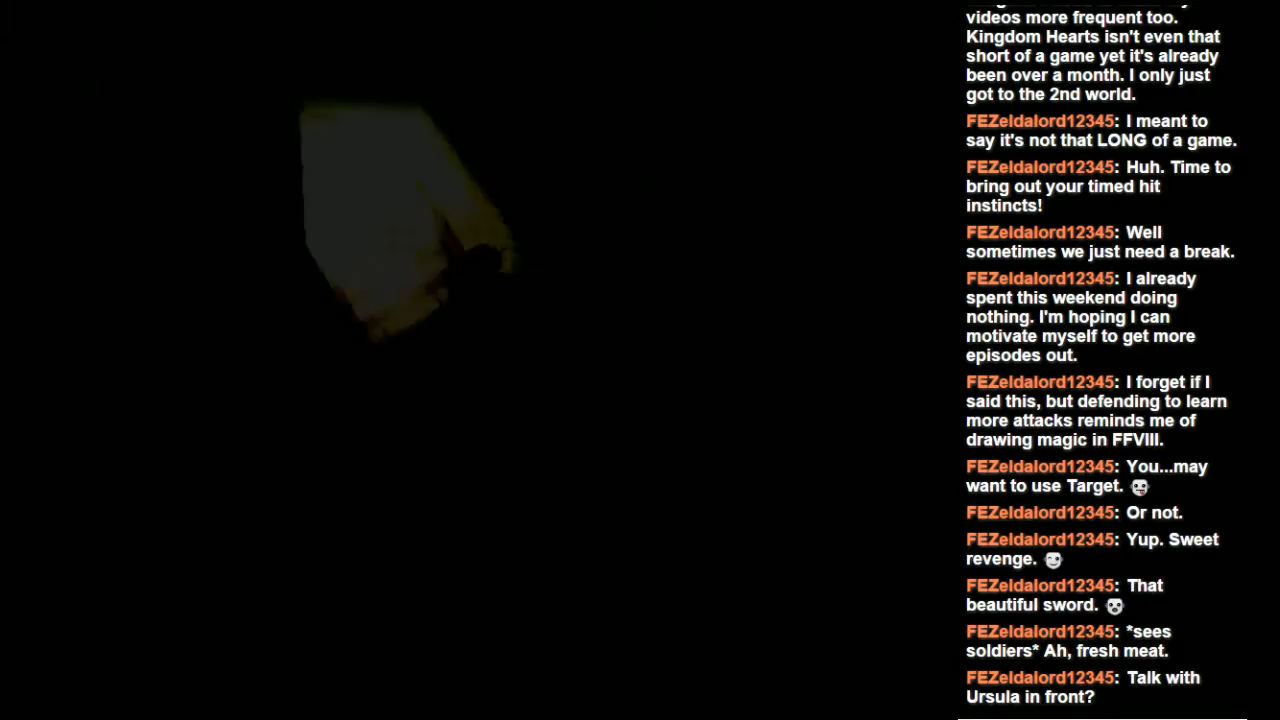 videos more frequent too.
Kingdom Hearts isn't even that
short of a game yet it's already
been over a month. I only just
got to the 2nd world.
FEZeldalord12345: I meant to
say it's not that LONG of a game.
FEZeldalord12345: Huh. Time to
bring out your timed hit
instincts!
FEZeldalord12345: Well
sometimes we just need a break.
FEZeldalord12345: I already
spent this weekend doing
nothing. I'm hoping I can
motivate myself to get more
episodes out.
FEZeldalord12345: I forget if I
said this, but defending to learn
more attacks reminds me of
drawing magic in FFVIII.
FEZeldalord12345: You...may
want to use Target.
FEZeldalord12345: Or not.
FEZeldalord12345: Yup. Sweet
revenge.
FEZeldalord12345: That
beautiful sword.
FEZeldalord12345: *sees
soldiers* Ah, fresh meat.
FEZeldalord12345: Talk with
Ursula in front?